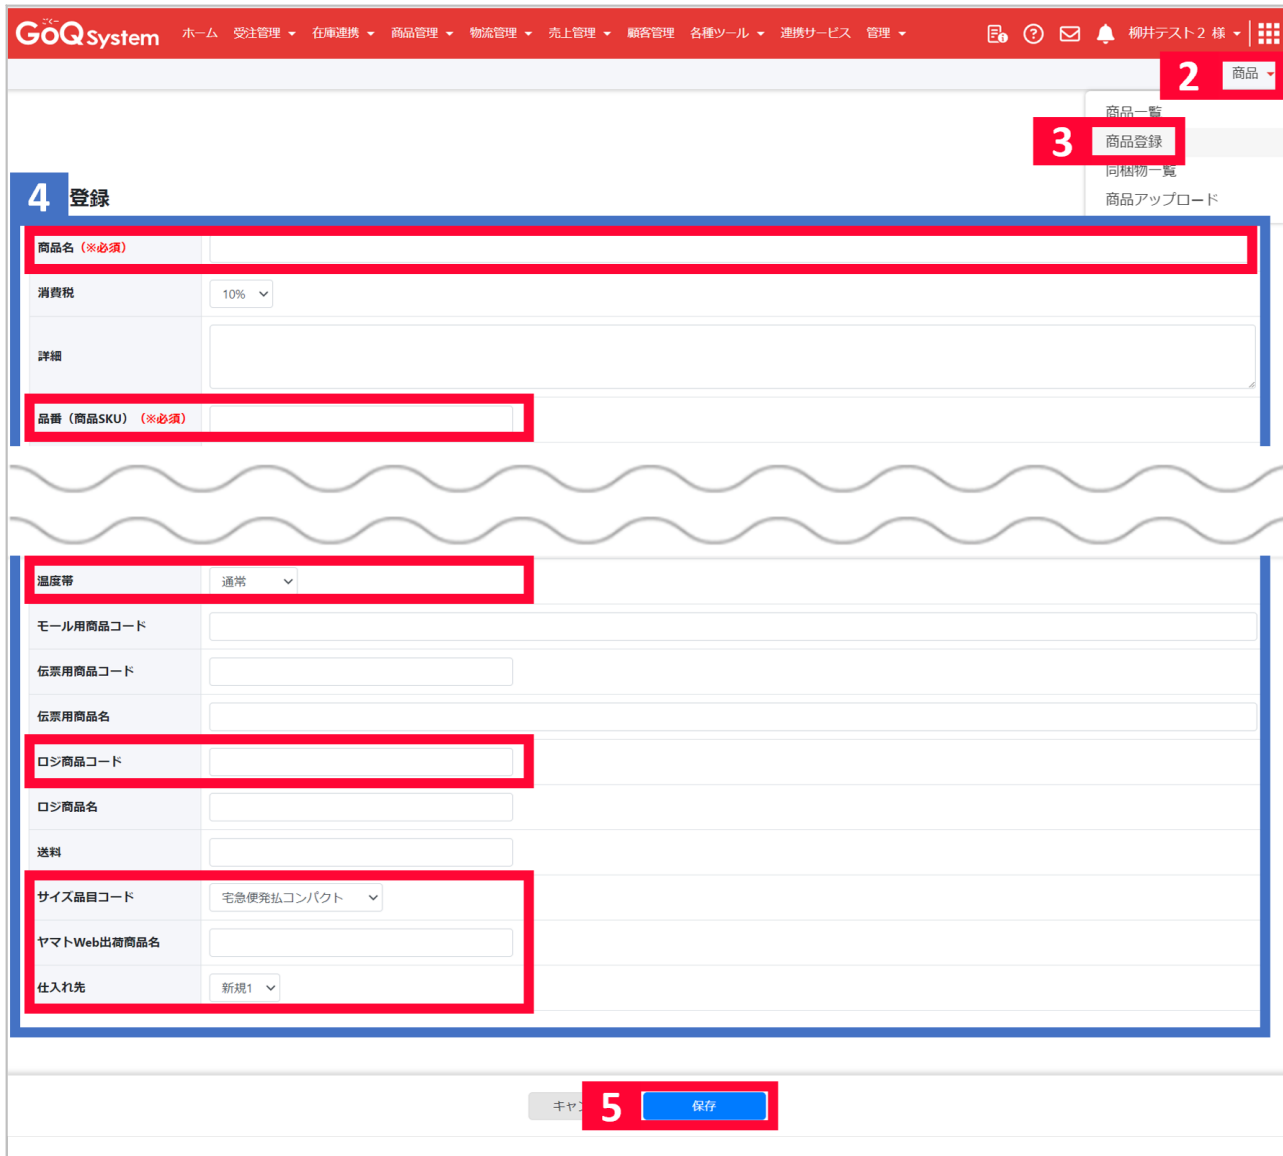 ごくー
GoQSystem ホーム 受注管理 在庫連携 商品管理 物流管理 売上管理 顧客管理 各種ツール 連携サービス 管理 柳井テスト2 様
2 商品
商品一覧
3 商品登録
同梱物一覧
商品アップロード
4 登録
商品名（※必須）
消費税 10%
詳細
品番（商品SKU）（※必須）
温度帯 通常
モール用商品コード
伝票用商品コード
伝票用商品名
ロジ商品コード
ロジ商品名
送料
サイズ品目コード 宅急便発払コンパクト
ヤマトWeb出荷商品名
仕入れ先 新規1
キャン 5 保存